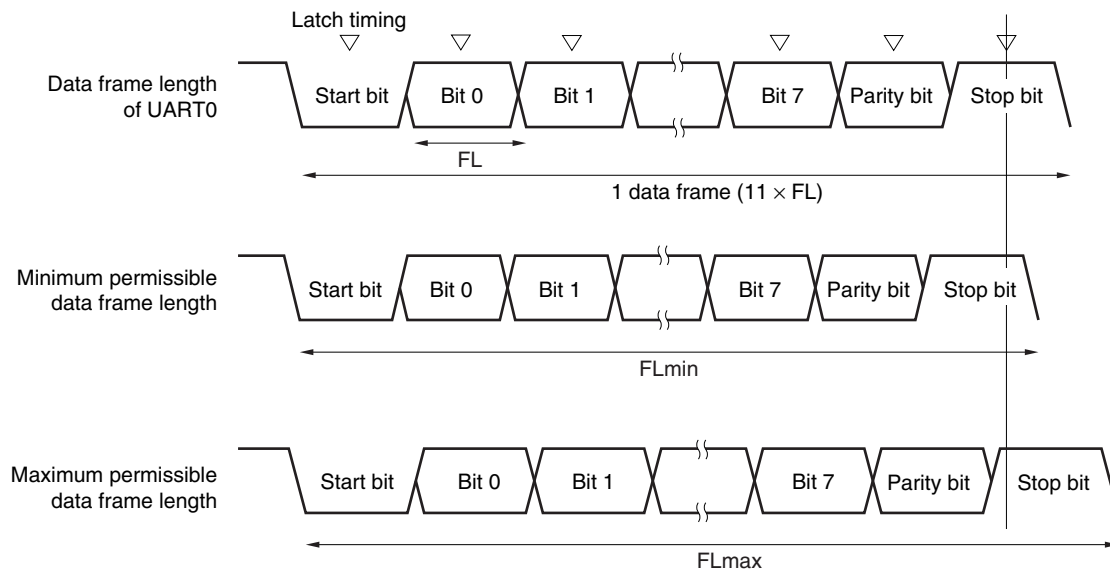 Latch timing
Data frame length
of UART0
Start bit
Bit 0
Bit 1
Bit 7
Parity bit
Stop bit
FL
1 data frame (11 × FL)
Minimum permissible
data frame length
Start bit
Bit 0
Bit 1
Bit 7
Parity bit
Stop bit
FLmin
Maximum permissible
data frame length
Start bit
Bit 0
Bit 1
Bit 7
Parity bit
Stop bit
FLmax